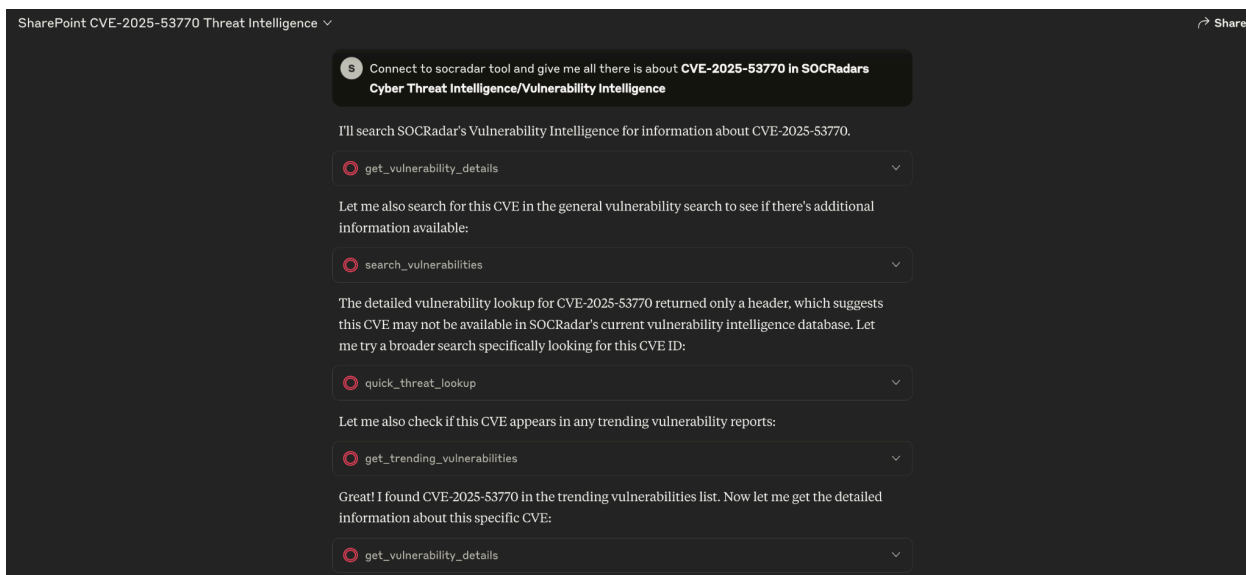 SharePoint CVE-2025-53770 Threat Intelligence
Share
S
Connect to socradar tool and give me all there is about CVE-2025-53770 in SOCRadars
Cyber Threat Intelligence/Vulnerability Intelligence
I'll search SOCRadar's Vulnerability Intelligence for information about CVE-2025-53770.
get_vulnerability_details
Let me also search for this CVE in the general vulnerability search to see if there's additional
information available:
search_vulnerabilities
The detailed vulnerability lookup for CVE-2025-53770 returned only a header, which suggests
this CVE may not be available in SOCRadar's current vulnerability intelligence database. Let
me try a broader search specifically looking for this CVE ID:
quick_threat_lookup
Let me also check if this CVE appears in any trending vulnerability reports:
get_trending_vulnerabilities
Great! I found CVE-2025-53770 in the trending vulnerabilities list. Now let me get the detailed
information about this specific CVE:
get_vulnerability_details